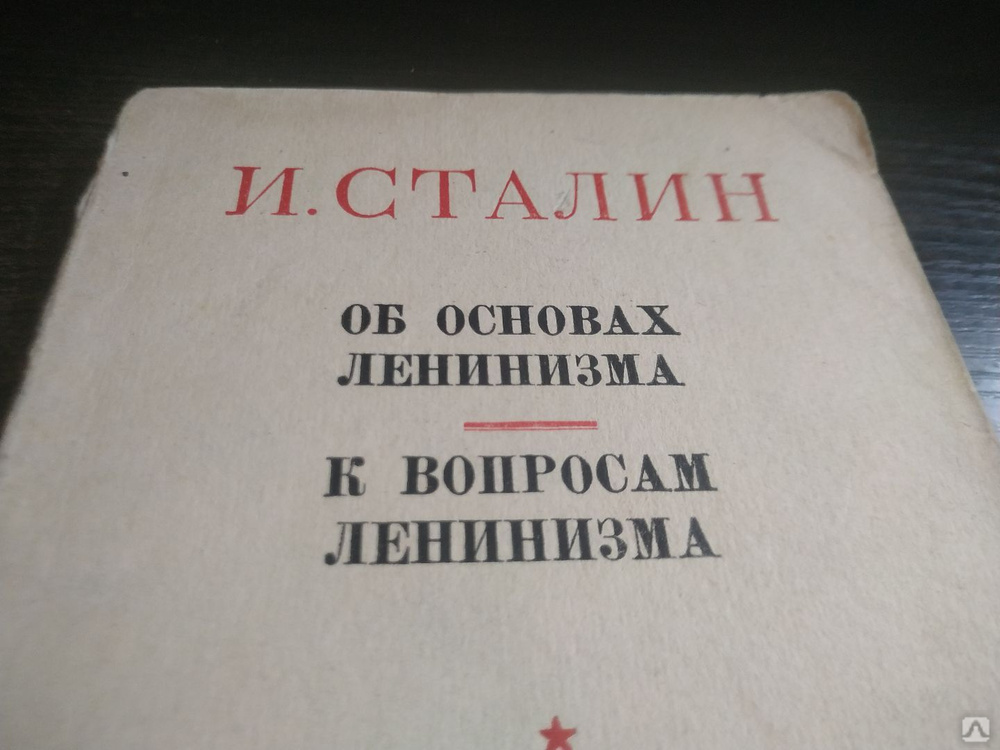 И. СТАЛИН
ОБ ОСНОВАХ
ЛЕНИНИЗМА
К ВОПРОСАМ
ЛЕНИНИЗМА